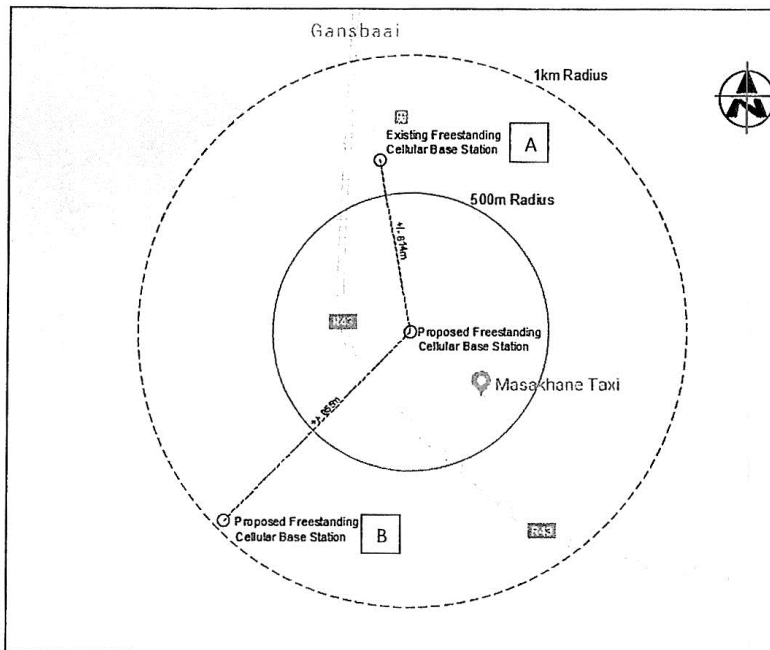 Gansbaai
1km Radius
N
Existing Freestanding
Cellular Base Station
A
500m Radius
+/- 614m
Proposed Freestanding
Cellular Base Station
Masakhane Taxi
Proposed Freestanding
Cellular Base Station
B
R43